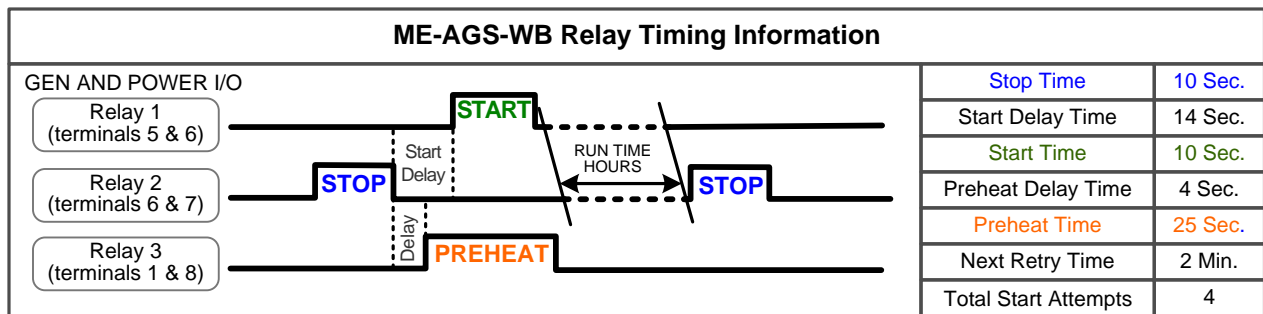 ME-AGS-WB Relay Timing Information
GEN AND POWER I/O
Relay 1
(terminals 5 & 6)
START
Start
Delay
RUN TIME
HOURS
Relay 2
(terminals 6 & 7)
STOP
STOP
Relay 3
(terminals 1 & 8)
Delay
PREHEAT
Stop Time 10 Sec.
Start Delay Time 14 Sec.
Start Time 10 Sec.
Preheat Delay Time 4 Sec.
Preheat Time 25 Sec.
Next Retry Time 2 Min.
Total Start Attempts 4